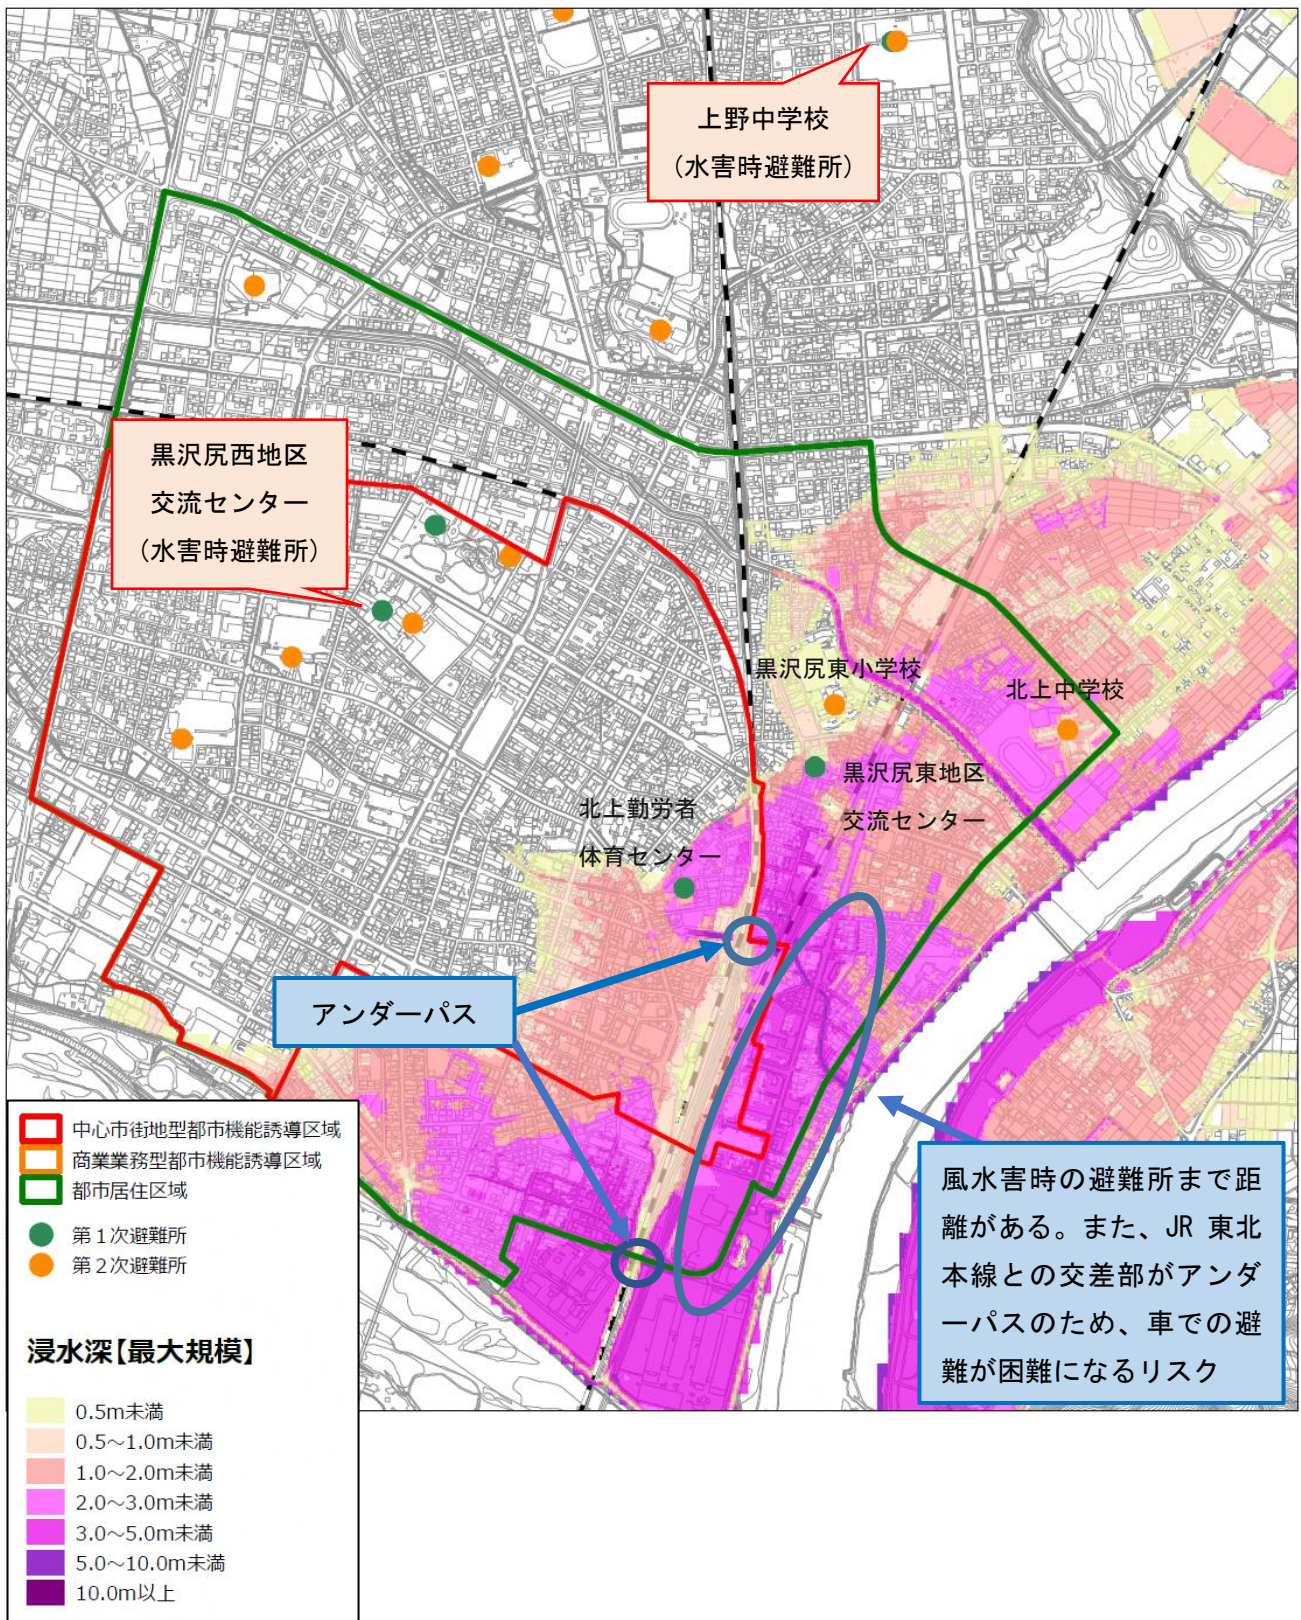 上野中学校
（水害時避難所）
黒沢尻西地区
交流センター
（水害時避難所）
黒沢尻東小学校
北上中学校
黒沢尻東地区
交流センター
北上勤労者
体育センター
アンダーパス
風水害時の避難所まで距
離がある。また、JR 東北
本線との交差部がアンダ
ーパスのため、車での避
難が困難になるリスク
中心市街地型都市機能誘導区域
商業業務型都市機能誘導区域
都市居住区域
第１次避難所
第２次避難所
浸水深【最大規模】
0.5m未満
0.5～1.0m未満
1.0～2.0m未満
2.0～3.0m未満
3.0～5.0m未満
5.0～10.0m未満
10.0m以上